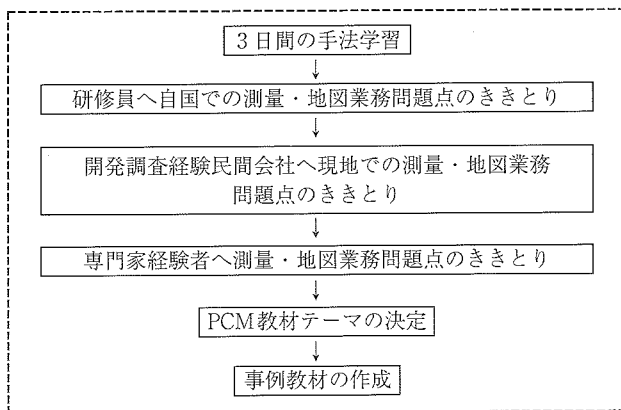 3日間の手法学習
↓
研修員へ自国での測量・地図業務問題点のききとり
↓
開発調査経験民間会社へ現地での測量・地図業務
問題点のききとり
↓
専門家経験者へ測量・地図業務問題点のききとり
↓
PCM教材テーマの決定
↓
事例教材の作成